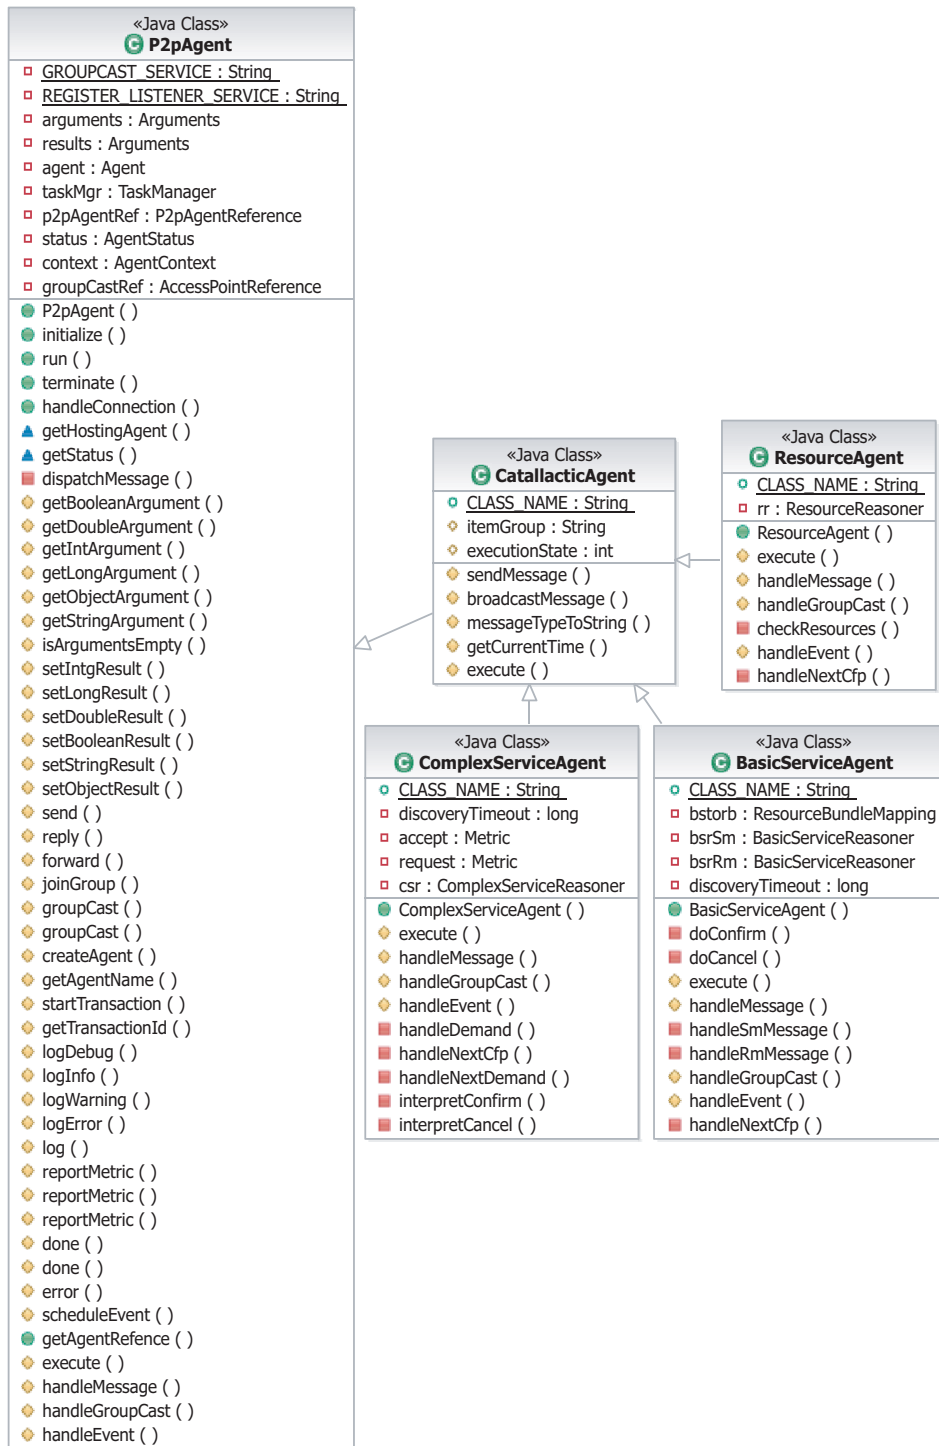 «Java Class»
P2pAgent
GROUPCAST_SERVICE : String
REGISTER_LISTENER_SERVICE : String
arguments : Arguments
results : Arguments
agent : Agent
taskMgr : TaskManager
p2pAgentRef : P2pAgentReference
status : AgentStatus
context : AgentContext
groupCastRef : AccessPointReference
P2pAgent ( )
initialize ( )
run ( )
terminate ( )
handleConnection ( )
getHostingAgent ( )
getStatus ( )
dispatchMessage ( )
getBooleanArgument ( )
getDoubleArgument ( )
getIntArgument ( )
getLongArgument ( )
getObjectArgument ( )
getStringArgument ( )
isArgumentsEmpty ( )
setIntgResult ( )
setLongResult ( )
setDoubleResult ( )
setBooleanResult ( )
setStringResult ( )
setObjectResult ( )
send ( )
reply ( )
forward ( )
joinGroup ( )
groupCast ( )
groupCast ( )
createAgent ( )
getAgentName ( )
startTransaction ( )
getTransactionId ( )
logDebug ( )
logInfo ( )
logWarning ( )
logError ( )
log ( )
reportMetric ( )
reportMetric ( )
reportMetric ( )
done ( )
done ( )
error ( )
scheduleEvent ( )
getAgentRefence ( )
execute ( )
handleMessage ( )
handleGroupCast ( )
handleEvent ( )
«Java Class»
CatallacticAgent
CLASS_NAME : String
itemGroup : String
executionState : int
sendMessage ( )
broadcastMessage ( )
messageTypeToString ( )
getCurrentTime ( )
execute ( )
«Java Class»
ResourceAgent
CLASS_NAME : String
rr : ResourceReasoner
ResourceAgent ( )
execute ( )
handleMessage ( )
handleGroupCast ( )
checkResources ( )
handleEvent ( )
handleNextCfp ( )
«Java Class»
ComplexServiceAgent
CLASS_NAME : String
discoveryTimeout : long
accept : Metric
request : Metric
csr : ComplexServiceReasoner
ComplexServiceAgent ( )
execute ( )
handleMessage ( )
handleGroupCast ( )
handleEvent ( )
handleDemand ( )
handleNextCfp ( )
handleNextDemand ( )
interpretConfirm ( )
interpretCancel ( )
«Java Class»
BasicServiceAgent
CLASS_NAME : String
bstorb : ResourceBundleMapping
bsrSm : BasicServiceReasoner
bsrRm : BasicServiceReasoner
discoveryTimeout : long
BasicServiceAgent ( )
doConfirm ( )
doCancel ( )
execute ( )
handleMessage ( )
handleSmMessage ( )
handleRmMessage ( )
handleGroupCast ( )
handleEvent ( )
handleNextCfp ( )